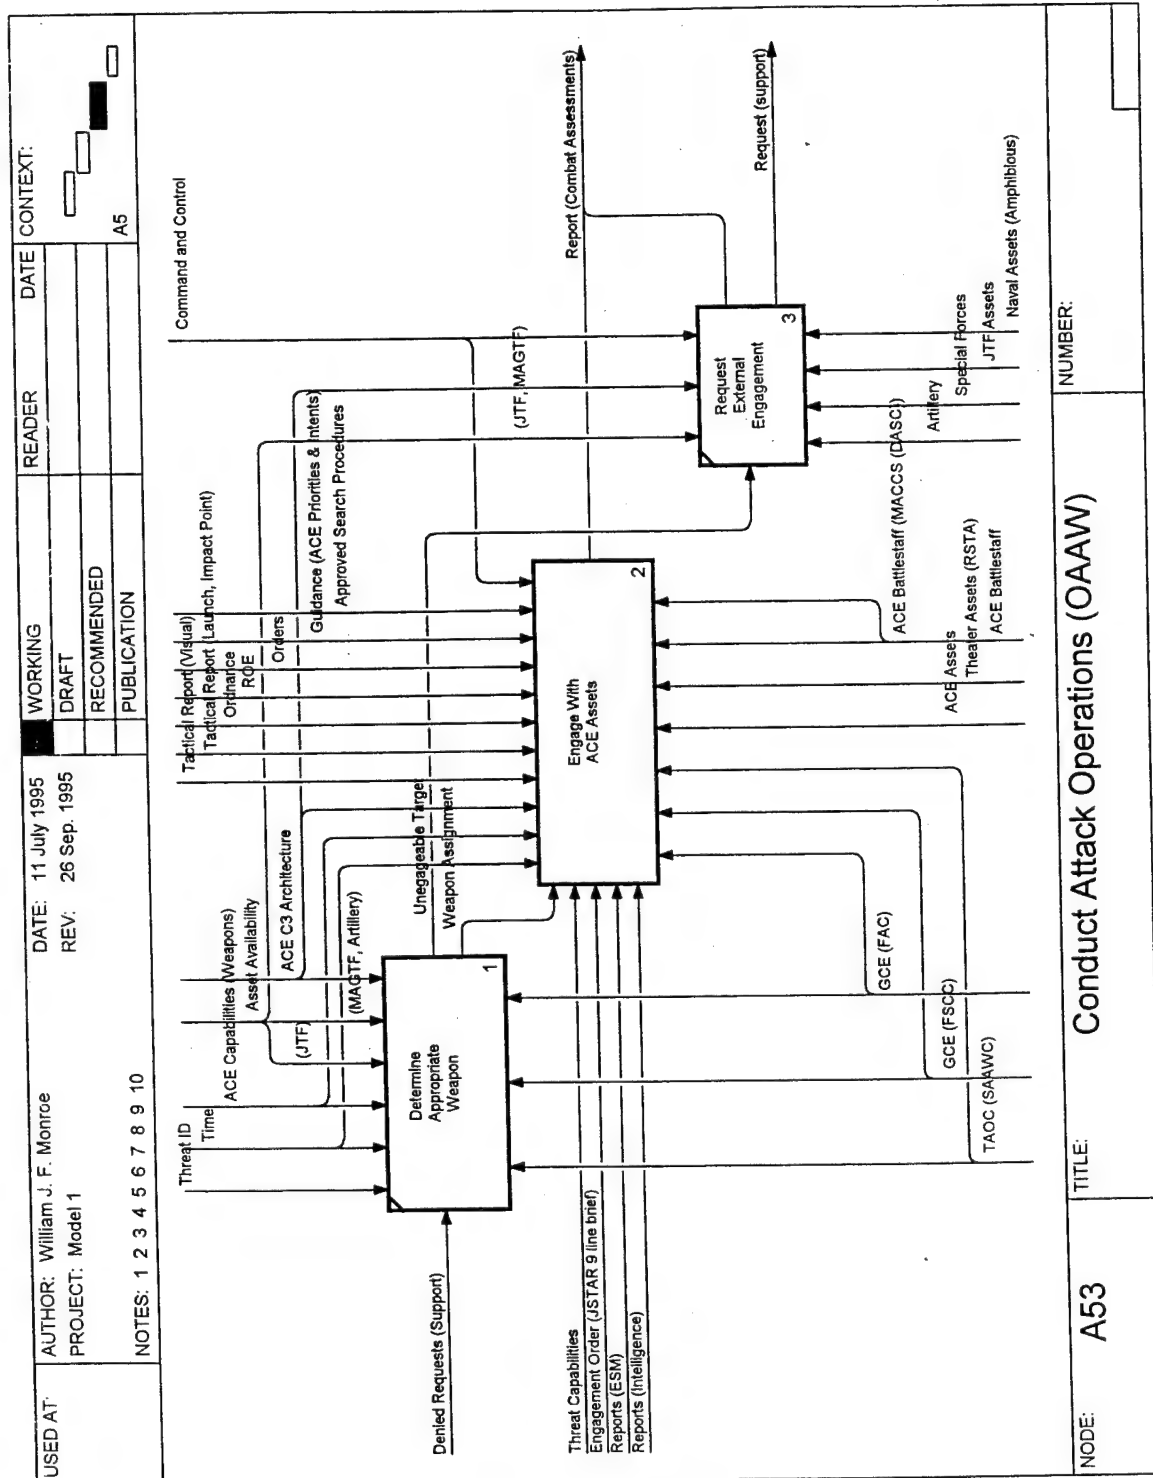 USED AT:
AUTHOR: William J. F. Monroe
PROJECT: Model 1
NOTES: 1 2 3 4 5 6 7 8 9 10
DATE: 11 July 1995
REV: 26 Sep. 1995
WORKING
DRAFT
RECOMMENDED
PUBLICATION
READER
DATE
CONTEXT:
A5
Threat ID
Time
ACE Capabilities (Weapons)
Asset Availability
(JTF)
ACE C3 Architecture
(MAGTF, Artillery)
Tactical Report (Visual)
Tactical Report (Launch, Impact Point)
Ordnance
ROE
Orders
Guidance (ACE Priorities & Intents)
Approved Search Procedures
Command and Control
(JTF, MAGTF)
Denied Requests (Support)
Determine
Appropriate
Weapon
1
Unegageable Target
Weapon Assignment
Threat Capabilities
Engagement Order (JSTAR 9 line brief)
Reports (ESM)
Reports (Intelligence)
Engage With
ACE Assets
2
Request
External
Engagement
3
Report (Combat Assessments)
Request (support)
TAOC (SAAWC)
GCE (FSCC)
GCE (FAC)
ACE Assets
Theater Assets (RSTA)
ACE Battlestaff
ACE Battlestaff (MACCS (DASC))
Artillery
Special Forces
JTF Assets
Naval Assets (Amphibious)
NODE:
A53
TITLE:
Conduct Attack Operations (OAAW)
NUMBER: